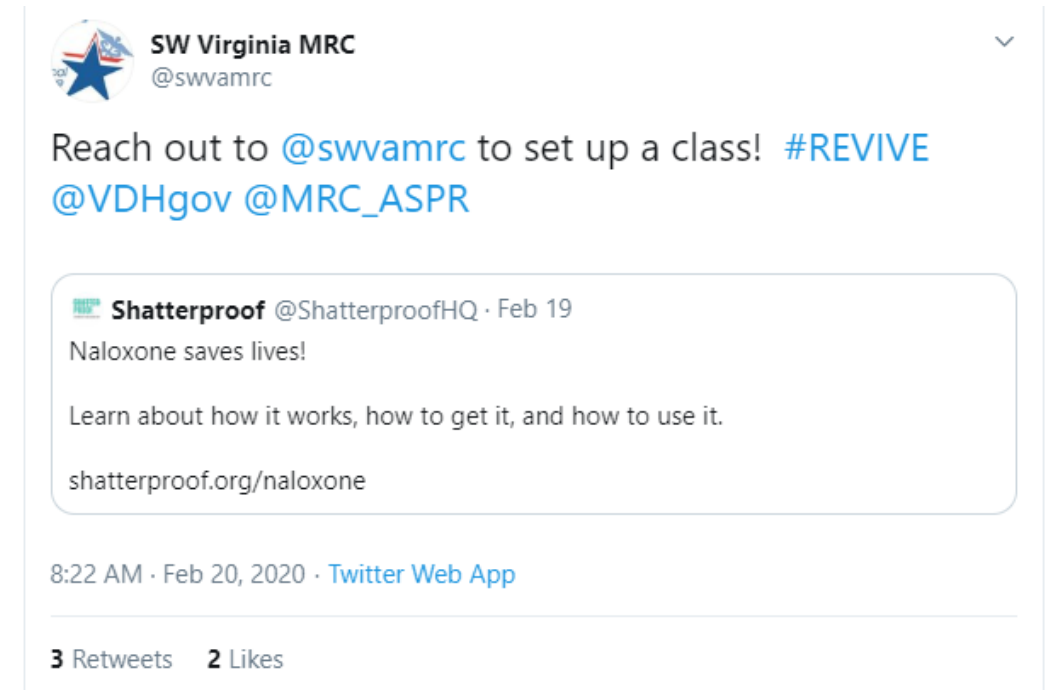 SW Virginia MRC
@swvamrc
Reach out to @swvamrc to set up a class! #REVIVE
@VDHgov @MRC_ASPR
Shatterproof @ShatterproofHQ · Feb 19
Naloxone saves lives!
Learn about how it works, how to get it, and how to use it.
shatterproof.org/naloxone
8:22 AM · Feb 20, 2020 · Twitter Web App
3 Retweets 2 Likes